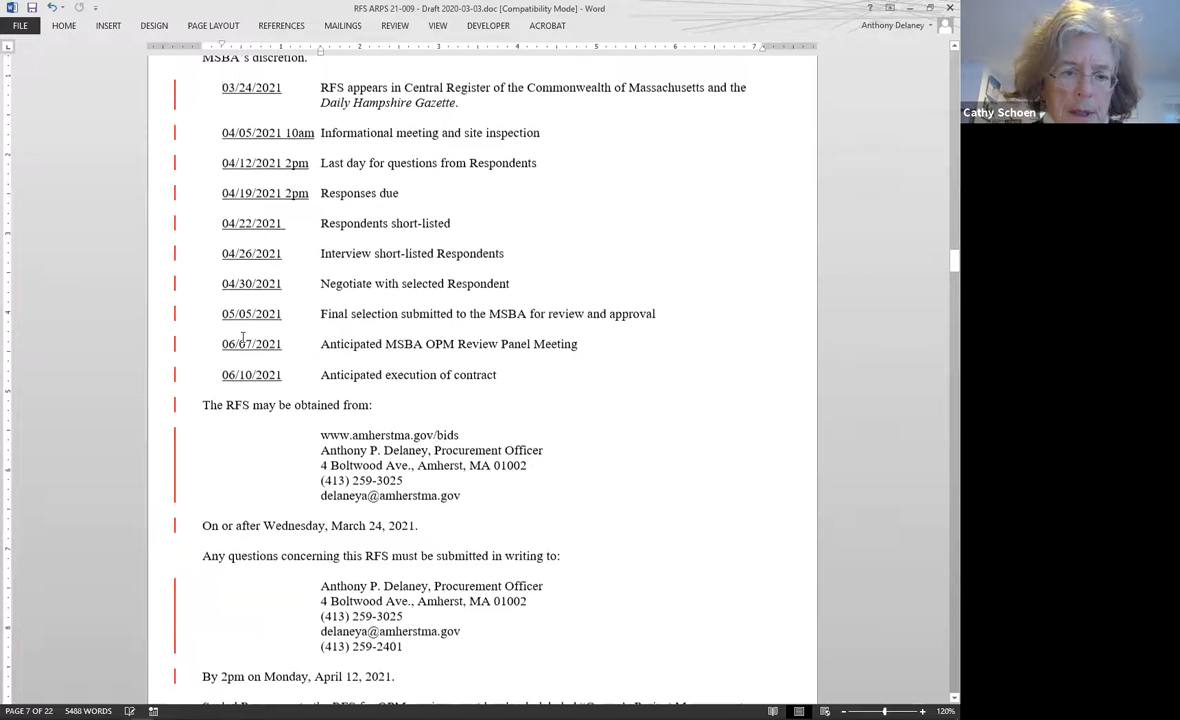 RFS ARPS 21-009 - Draft 2020-03-03.doc [Compatibility Mode] - Word
FILE HOME INSERT DESIGN PAGE LAYOUT REFERENCES MAILINGS REVIEW VIEW DEVELOPER ACROBAT Anthony Delaney
1 2 3 4 5 6 7
MSBA's discretion.
03/24/2021 RFS appears in Central Register of the Commonwealth of Massachusetts and the
Daily Hampshire Gazette.
Cathy Schoen
04/05/2021 10am Informational meeting and site inspection
04/12/2021 2pm Last day for questions from Respondents
04/19/2021 2pm Responses due
04/22/2021 Respondents short-listed
04/26/2021 Interview short-listed Respondents
04/30/2021 Negotiate with selected Respondent
05/05/2021 Final selection submitted to the MSBA for review and approval
06/07/2021 Anticipated MSBA OPM Review Panel Meeting
06/10/2021 Anticipated execution of contract
The RFS may be obtained from:
www.amherstma.gov/bids
Anthony P. Delaney, Procurement Officer
4 Boltwood Ave., Amherst, MA 01002
(413) 259-3025
delaneya@amherstma.gov
On or after Wednesday, March 24, 2021.
Any questions concerning this RFS must be submitted in writing to:
Anthony P. Delaney, Procurement Officer
4 Boltwood Ave., Amherst, MA 01002
(413) 259-3025
delaneya@amherstma.gov
(413) 259-2401
By 2pm on Monday, April 12, 2021.
PAGE 7 OF 22 5488 WORDS 120%